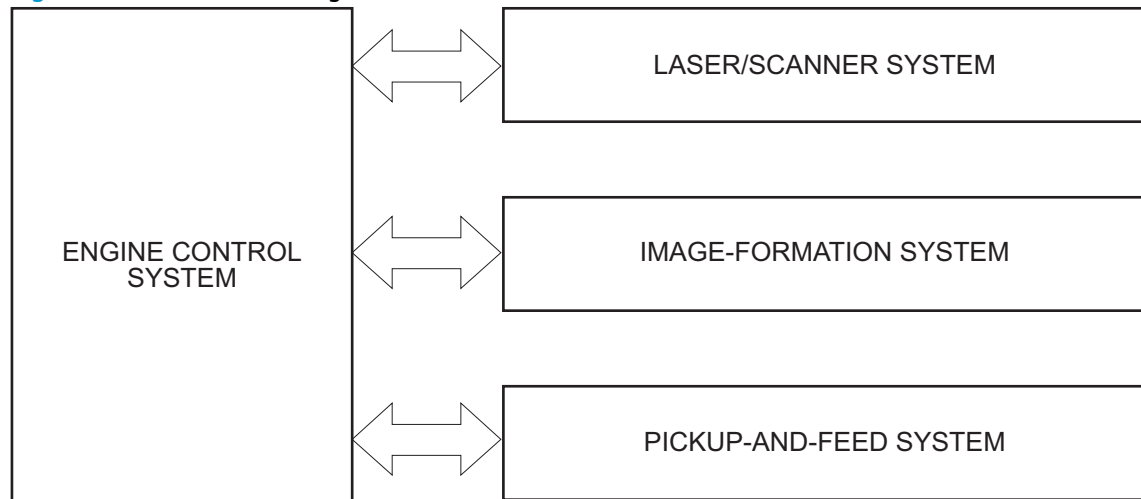 LASER/SCANNER SYSTEM
ENGINE CONTROL
SYSTEM
IMAGE-FORMATION SYSTEM
PICKUP-AND-FEED SYSTEM